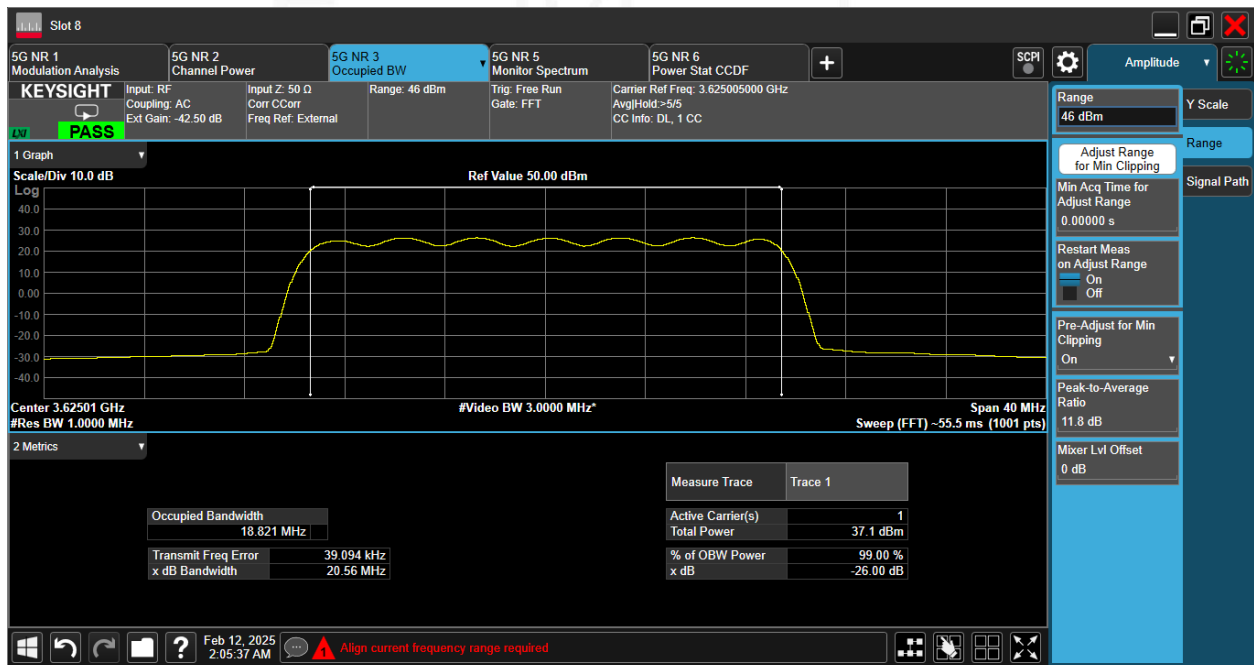 Slot 8
5G NR 1
Modulation Analysis
5G NR 2
Channel Power
5G NR 3
Occupied BW
5G NR 5
Monitor Spectrum
5G NR 6
Power Stat CCDF
SCPI
Amplitude
KEYSIGHT
LXI
PASS
Input: RF
Coupling: AC
Ext Gain: -42.50 dB
Input Z: 50 Ω
Corr CCorr
Freq Ref: External
Range: 46 dBm
Trig: Free Run
Gate: FFT
Carrier Ref Freq: 3.625005000 GHz
Avg|Hold:>5/5
CC Info: DL, 1 CC
1 Graph
Scale/Div 10.0 dB
Ref Value 50.00 dBm
Log
40.0
30.0
20.0
10.0
0.00
-10.0
-20.0
-30.0
-40.0
Center 3.62501 GHz
#Video BW 3.0000 MHz*
Span 40 MHz
#Res BW 1.0000 MHz
Sweep (FFT) ~55.5 ms (1001 pts)
2 Metrics
Measure Trace Trace 1
Occupied Bandwidth
18.821 MHz
Active Carrier(s) 1
Total Power 37.1 dBm
Transmit Freq Error 39.094 kHz
x dB Bandwidth 20.56 MHz
% of OBW Power 99.00 %
x dB -26.00 dB
Range
46 dBm
Adjust Range
for Min Clipping
Min Acq Time for
Adjust Range
0.00000 s
Restart Meas
on Adjust Range
On
Off
Pre-Adjust for Min
Clipping
On
Peak-to-Average
Ratio
11.8 dB
Mixer Lvl Offset
0 dB
Y Scale
Range
Signal Path
?
Feb 12, 2025
2:05:37 AM
1
Align current frequency range required